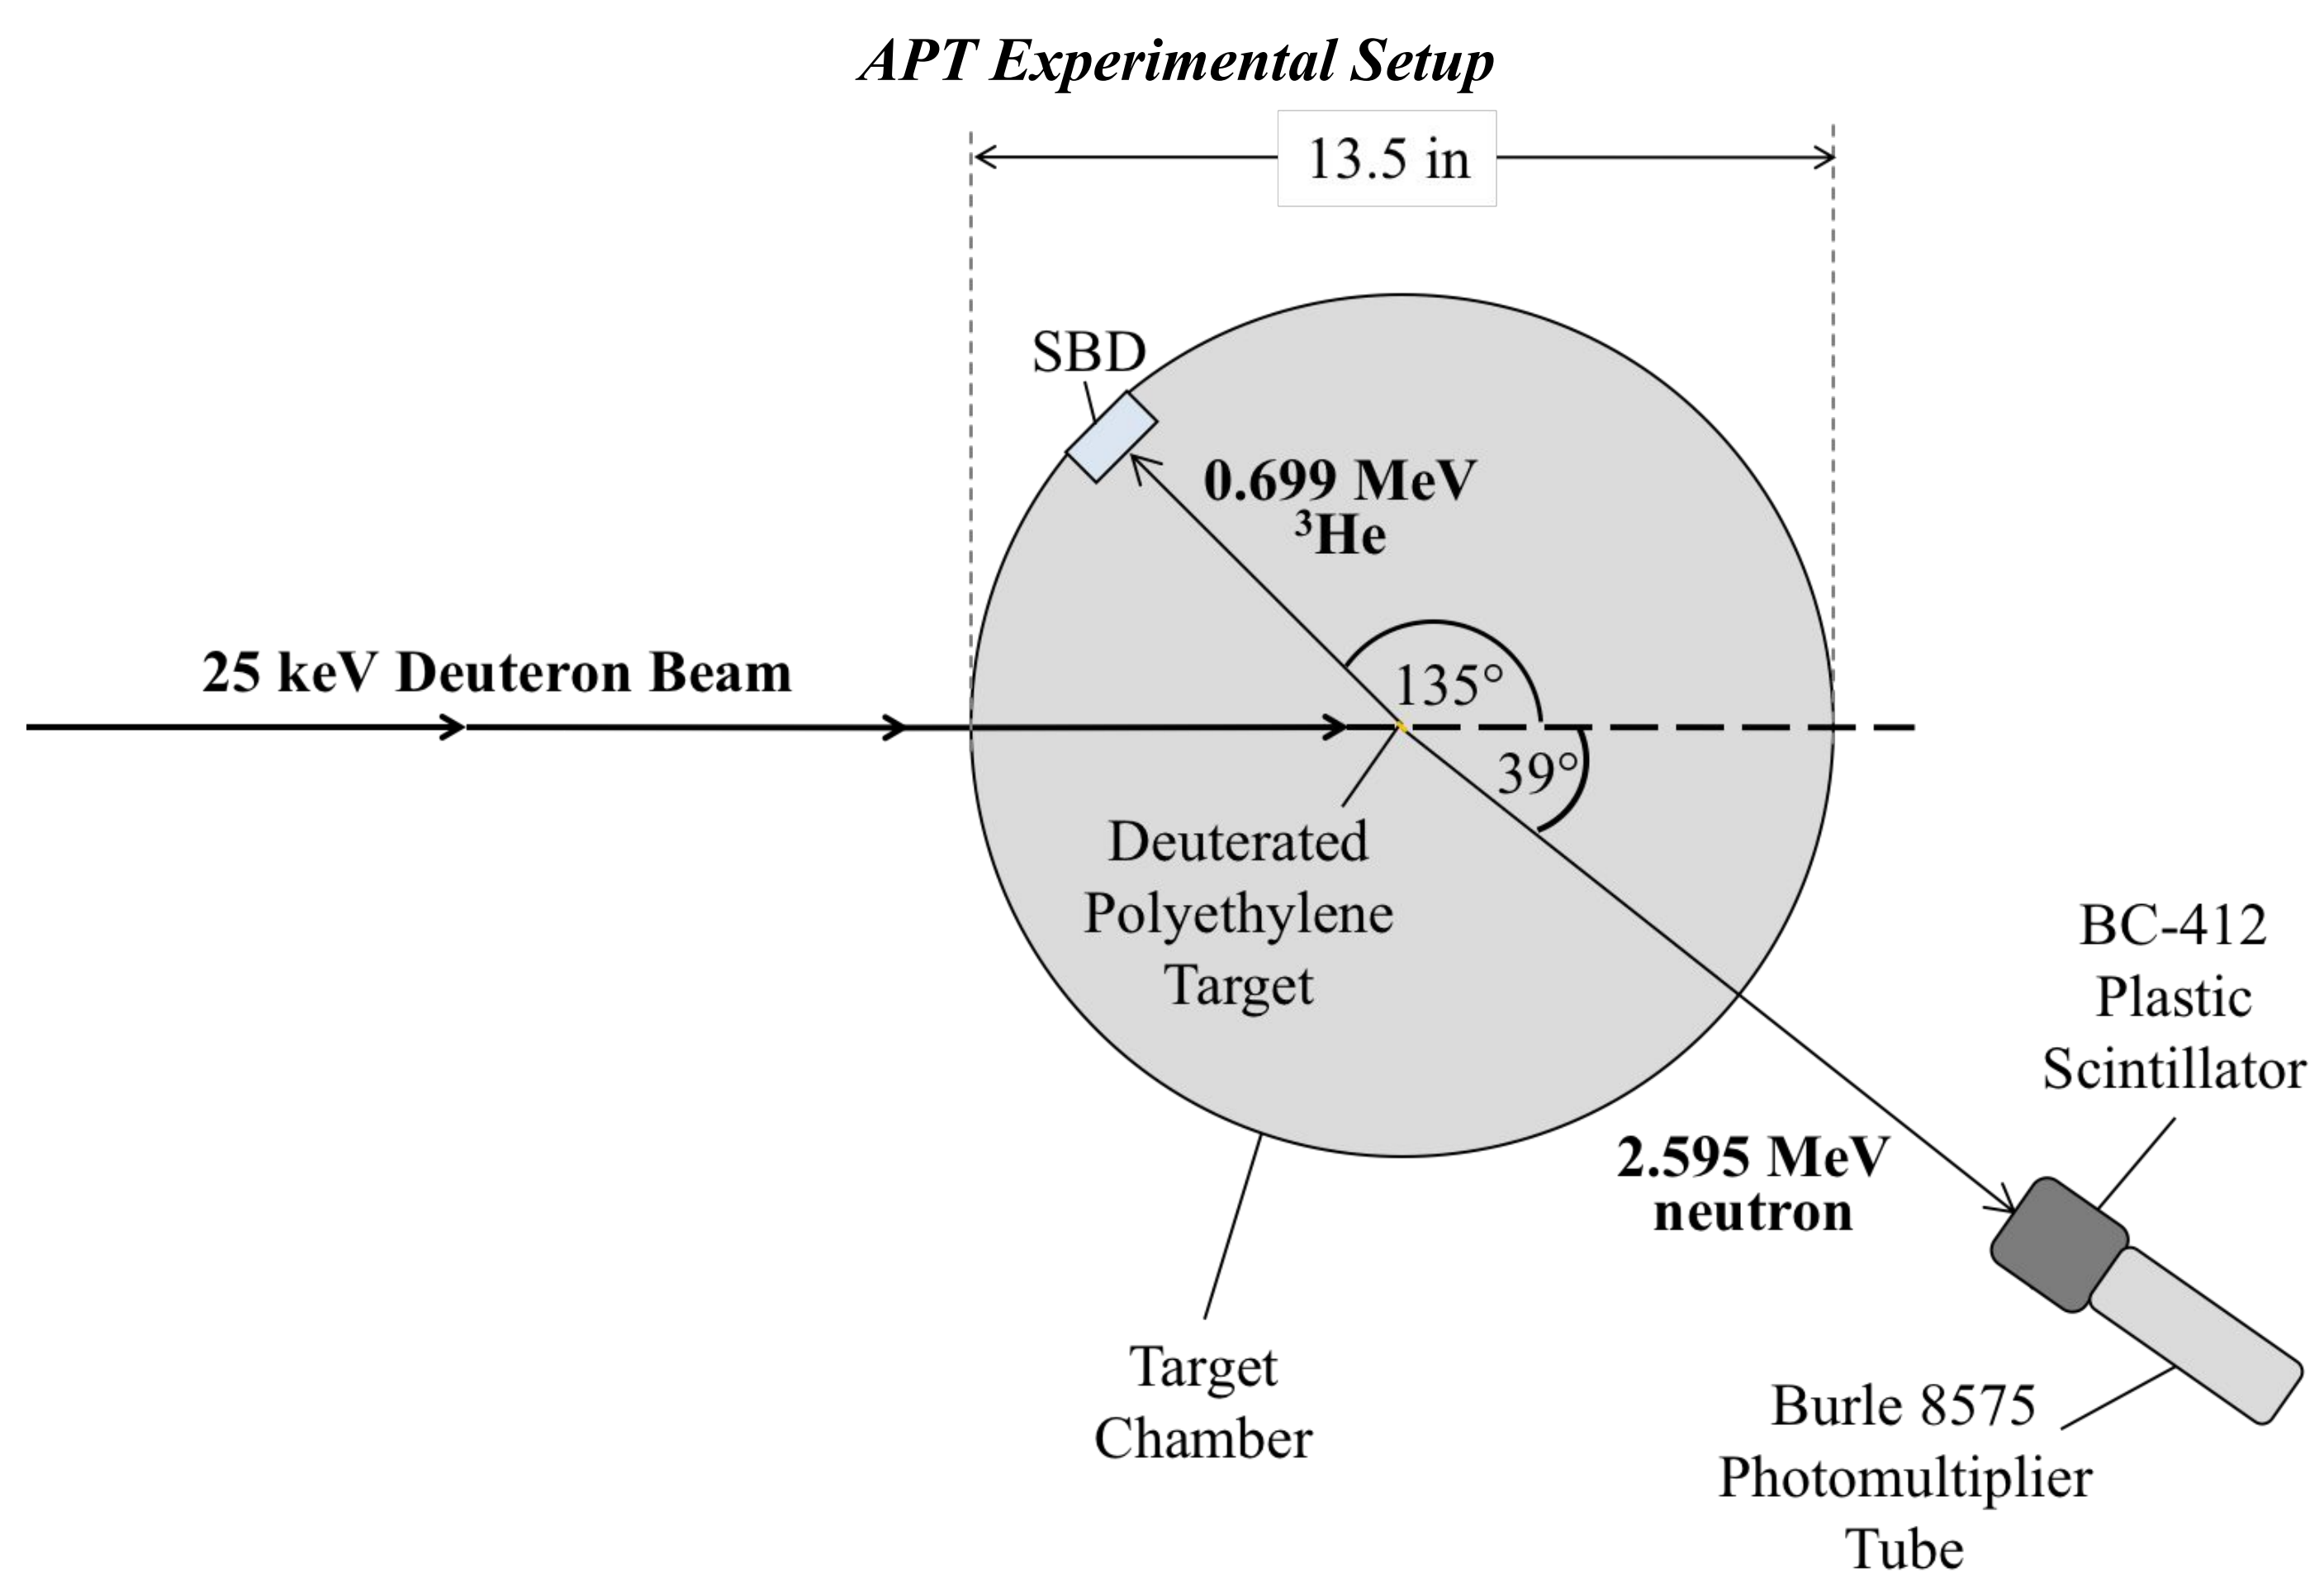 APT Experimental Setup
13.5 in
SBD
0.699 MeV
³He
25 keV Deuteron Beam
135°
39°
Deuterated
Polyethylene
Target
BC-412
Plastic
Scintillator
2.595 MeV
neutron
Target
Chamber
Burle 8575
Photomultiplier
Tube